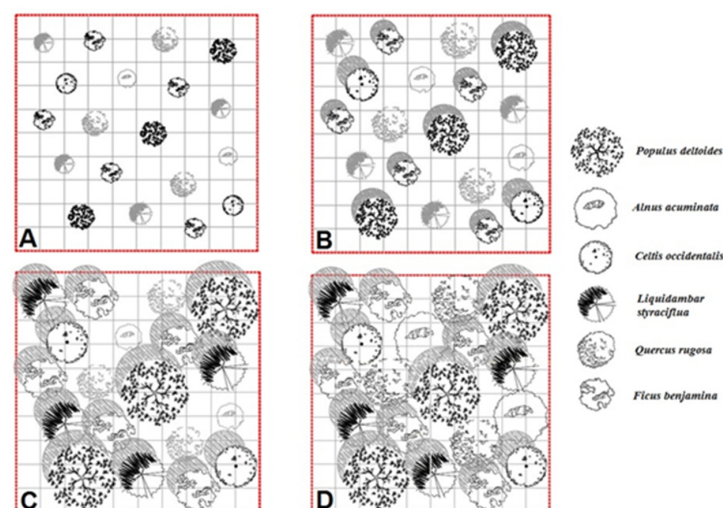 A
B
Populus deltoides
Alnus acuminata
Celtis occidentalis
Liquidambar
styraciflua
Quercus rugosa
Ficus benjamina
C
D